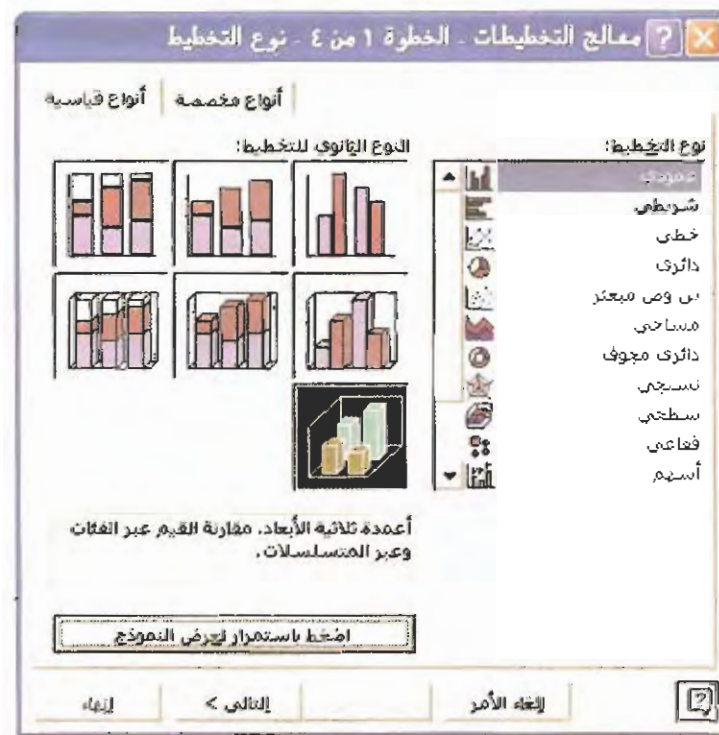 معالج التخطيطات - الخطوة ١ من ٤ - نوع التخطيط
أنواع قياسية
أنواع مخصصة
نوع التخطيط:
عمودي
شريطي
خطي
دائري
س وص مبعثر
مساحي
دائري مجوف
نسيجي
سطحي
فقاعي
أسهم
النوع الثانوي للتخطيط:
أعمدة ثلاثية الأبعاد. مقارنة القيم عبر الفئات
وعبر المتسلسلات.
اضغط باستمرار لعرض النموذج
إلغاء الأمر
التالي >
إنهاء